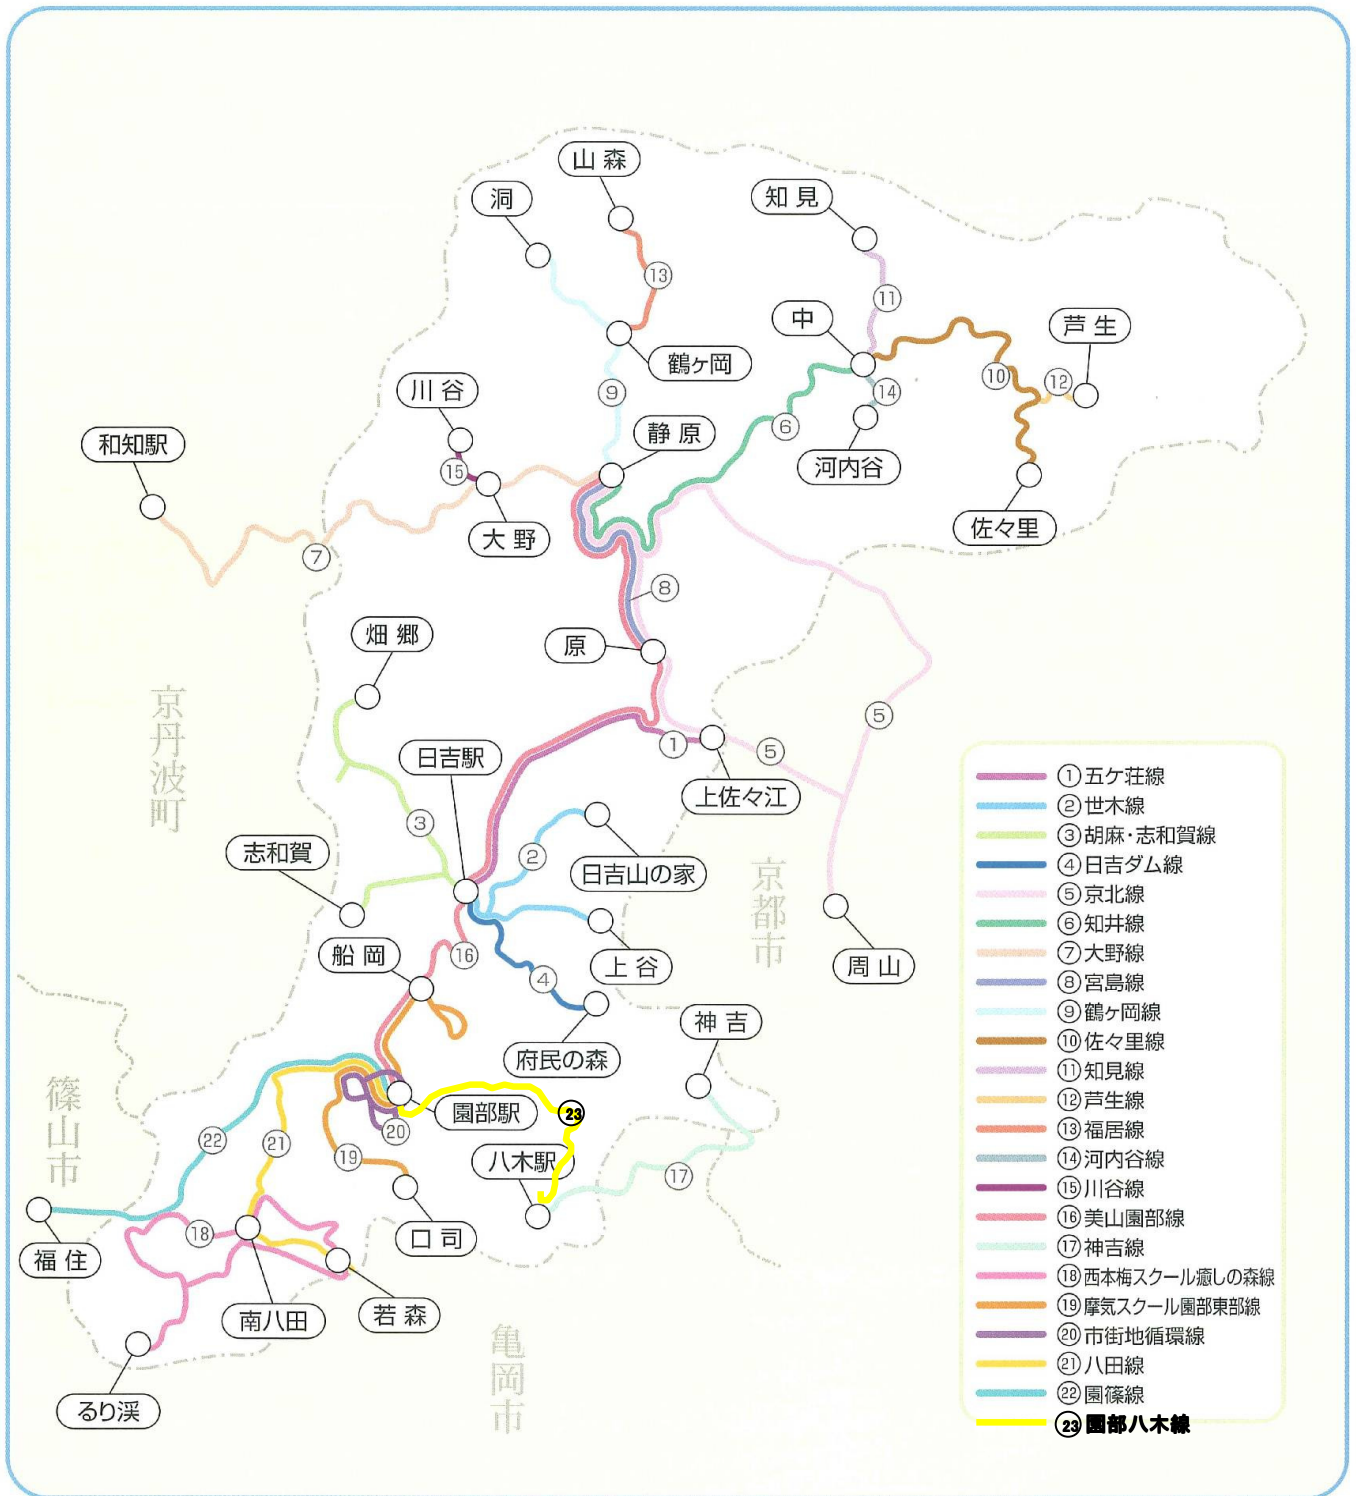 山森
洞
知見
⑬
⑪
中
芦生
鶴ヶ岡
⑩
⑫
川谷
⑨
⑭
⑥
静原
和知駅
⑮
河内谷
大野
佐々里
⑦
⑧
畑郷
原
京丹波町
⑤
①
⑤
日吉駅
上佐々江
③
志和賀
②
日吉山の家
京都市
船岡
⑯
上谷
周山
④
神吉
府民の森
篠山市
園部駅
㉓
⑳
㉒
㉑
⑲
八木駅
⑰
⑱
口司
福住
南八田
若森
亀岡市
るり渓
①五ケ荘線
②世木線
③胡麻・志和賀線
④日吉ダム線
⑤京北線
⑥知井線
⑦大野線
⑧宮島線
⑨鶴ヶ岡線
⑩佐々里線
⑪知見線
⑫芦生線
⑬福居線
⑭河内谷線
⑮川谷線
⑯美山園部線
⑰神吉線
⑱西本梅スクール癒しの森線
⑲摩気スクール園部東部線
⑳市街地循環線
㉑八田線
㉒園篠線
㉓園部八木線